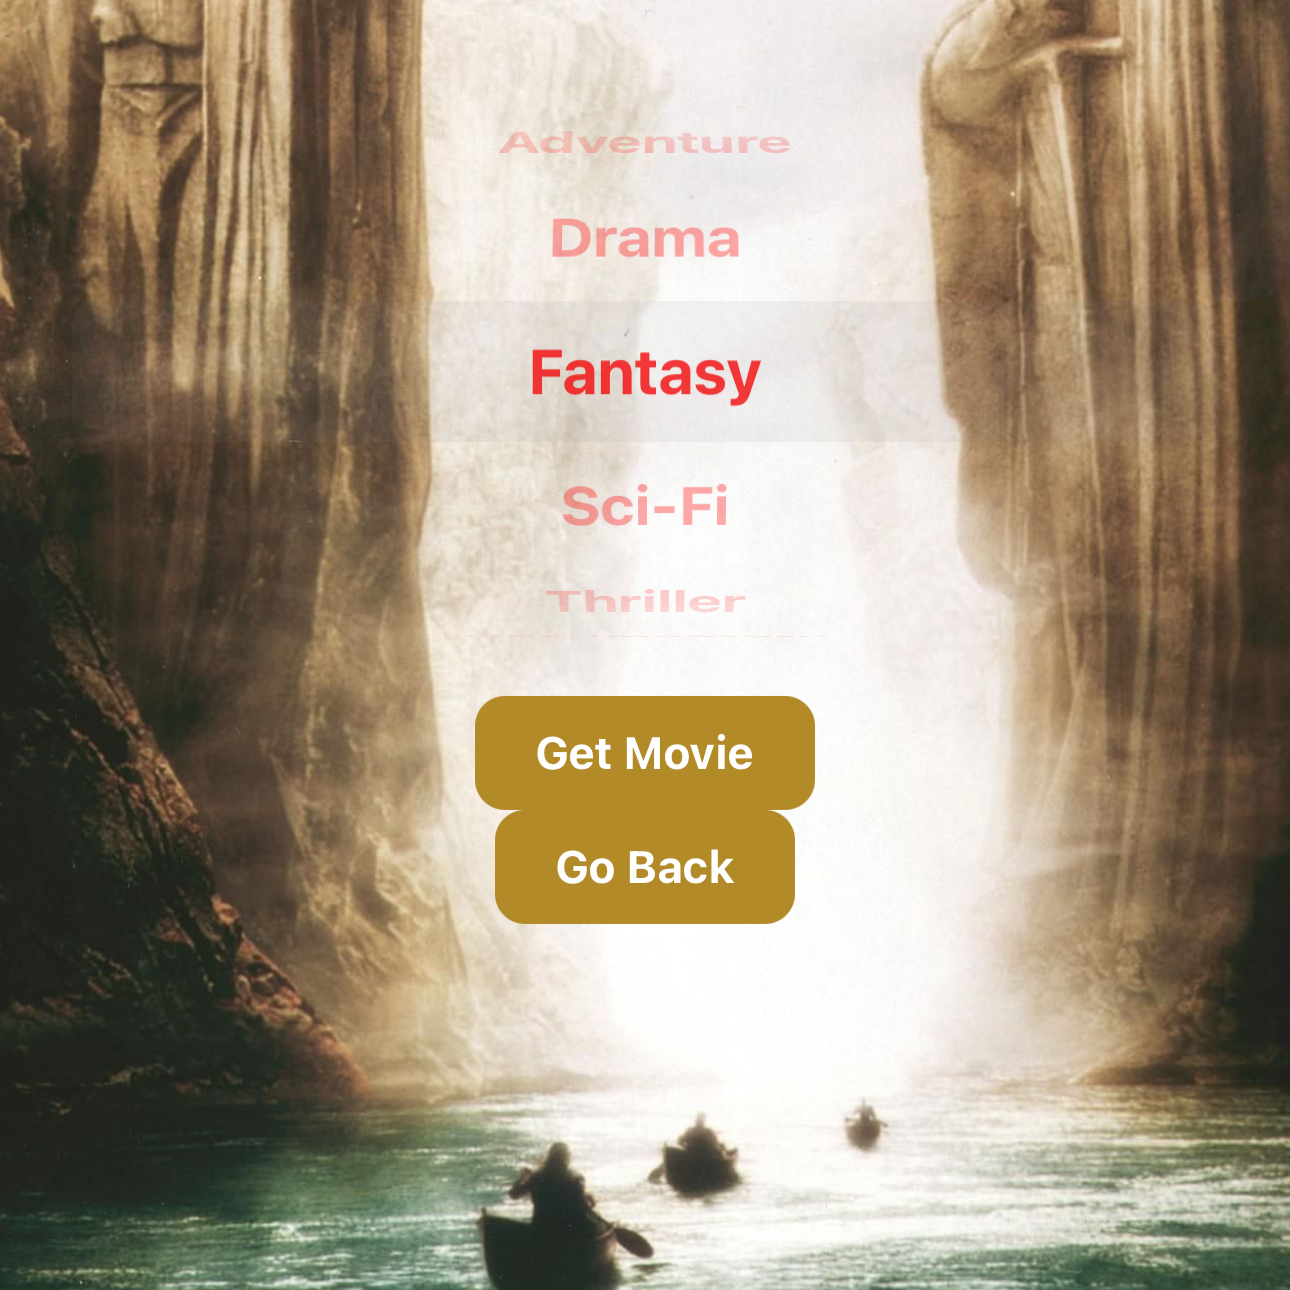 Adventure
Drama
Fantasy
Sci-Fi
Thriller
Get Movie
Go Back